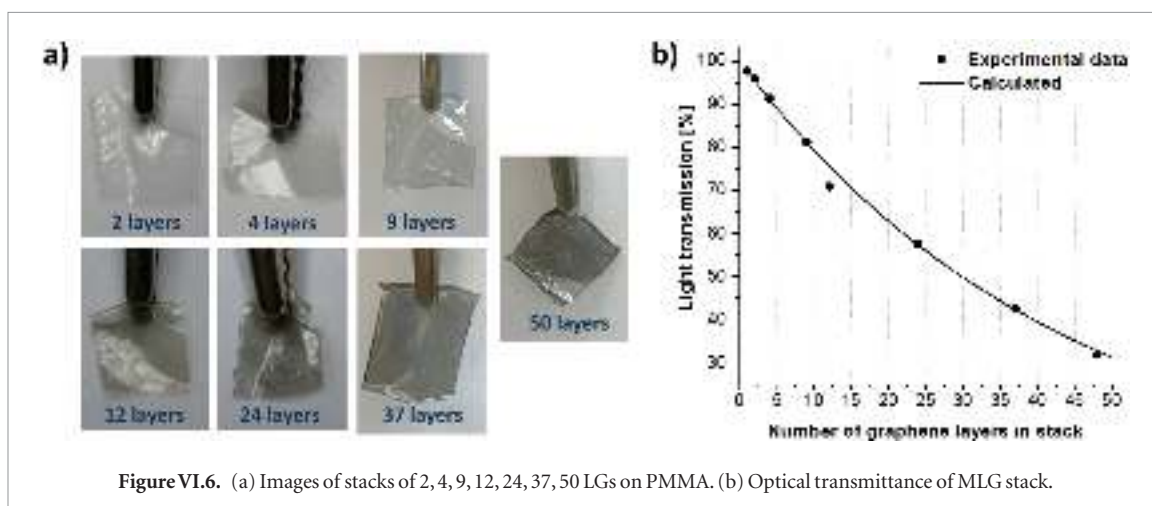 a)
2 layers
4 layers
9 layers
12 layers
24 layers
37 layers
50 layers
b)
Experimental data
Calculated
Light transmission [%]
100
90
80
70
60
50
40
30
0 5 10 15 20 25 30 35 40 45 50
Number of graphene layers in stack
Figure VI.6. (a) Images of stacks of 2, 4, 9, 12, 24, 37, 50 LGs on PMMA. (b) Optical transmittance of MLG stack.